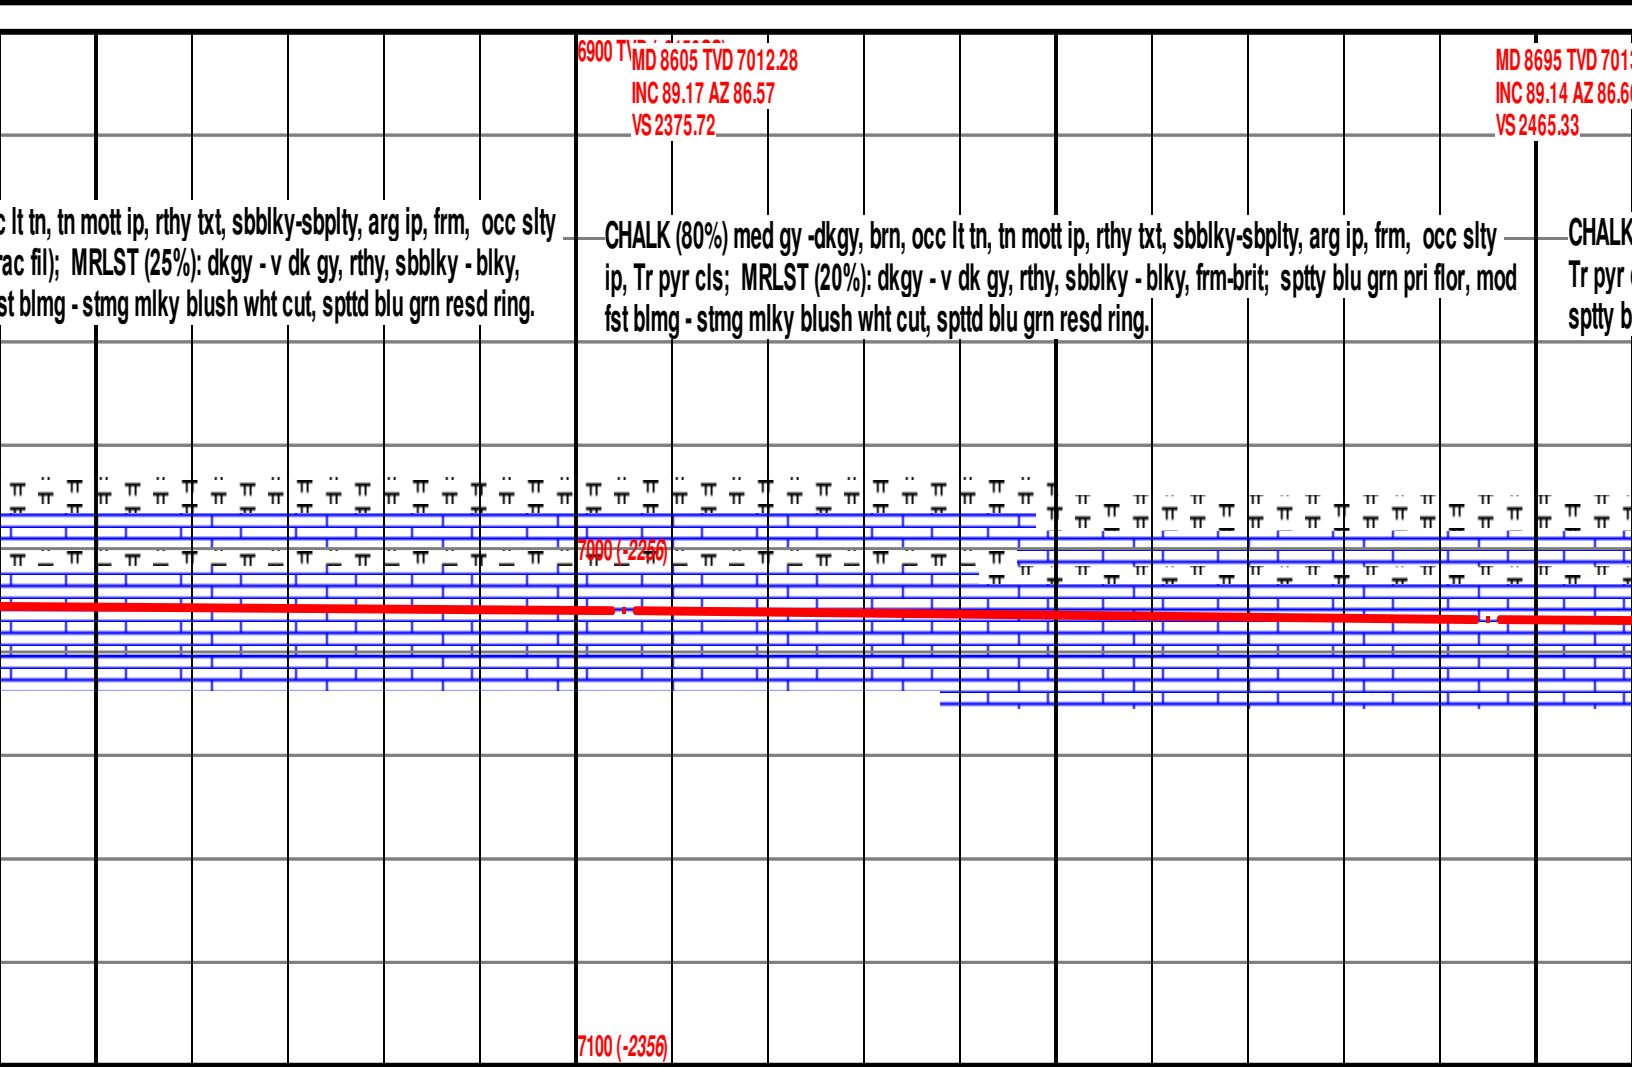 6900 TVD
MD 8605 TVD 7012.28
INC 89.17 AZ 86.57
VS 2375.72
MD 8695 TVD 7013
INC 89.14 AZ 86.6
VS 2465.33
lt tn, tn mott ip, rthy txt, sbblky-sbplty, arg ip, frm, occ slty
fil); MRLST (25%): dkgy - v dk gy, rthy, sbblky - blky,
st blmg - stmg mlky blush wht cut, spttd blu grn resd ring.
CHALK (80%) med gy -dkgy, brn, occ lt tn, tn mott ip, rthy txt, sbblky-sbplty, arg ip, frm, occ slty
ip, Tr pyr cls; MRLST (20%): dkgy - v dk gy, rthy, sbblky - blky, frm-brit; sptty blu grn pri flor, mod
fst blmg - stmg mlky blush wht cut, spttd blu grn resd ring.
CHALK
Tr pyr
sptty b
7000 (-2256)
7100 (-2356)